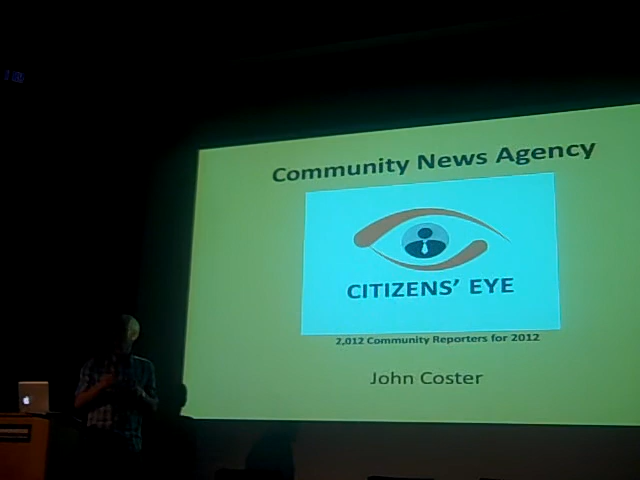 Community News Agency
CITIZENS' EYE
2,012 Community Reporters for 2012
John Coster